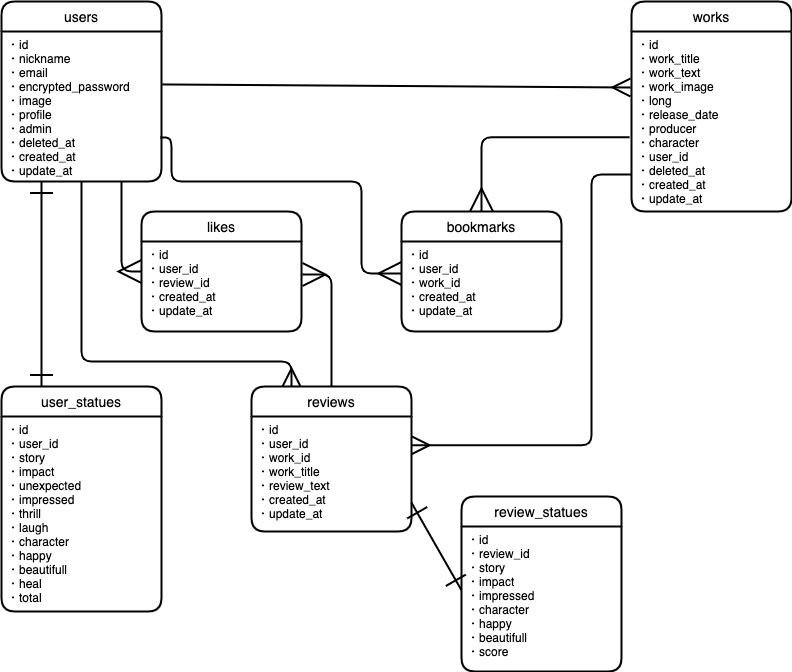 users
· id
· nickname
· email
· encrypted_password
· image
· profile
· admin
· deleted_at
· created_at
· update_at
works
· id
· work_title
· work_text
· work_image
· long
· release_date
· producer
· character
· user_id
· deleted_at
· created_at
· update_at
likes
· id
· user_id
· review_id
· created_at
· update_at
bookmarks
· id
· user_id
· work_id
· created_at
· update_at
user_statues
· id
· user_id
· story
· impact
· unexpected
· impressed
· thrill
· laugh
· character
· happy
· beautifull
· heal
· total
reviews
· id
· user_id
· work_id
· work_title
· review_text
· created_at
· update_at
review_statues
· id
· review_id
· story
· impact
· impressed
· character
· happy
· beautifull
· score